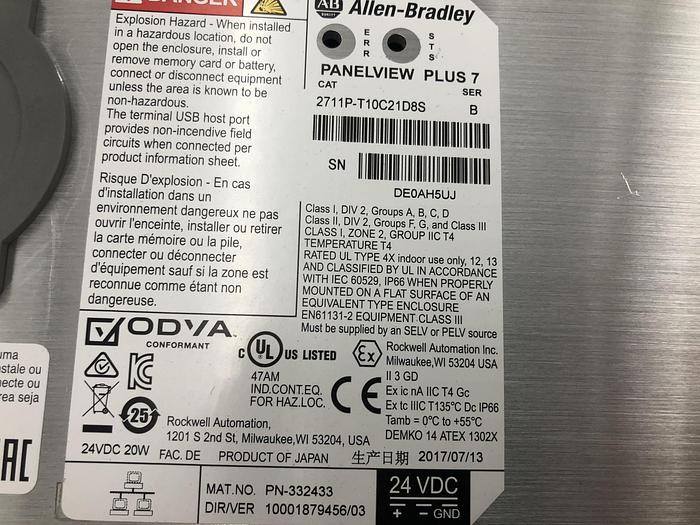 DANGER
Explosion Hazard - When installed
in a hazardous location, do not
open the enclosure, install or
remove memory card or battery,
connect or disconnect equipment
unless the area is known to be
non-hazardous.
The terminal USB host port
provides non-incendive field
circuits when connected per
product information sheet.
Risque D'explosion - En cas
d'installation dans un
environnement dangereux ne pas
ouvrir l'enceinte, installer ou retirer
la carte mémoire ou la pile,
connecter ou déconnecter
d'équipement sauf si la zone est
reconnue comme étant non
dangereuse.
AB Allen-Bradley
ERR
STS
PANELVIEW PLUS 7
CAT SER
2711P-T10C21D8S B
SN
DE0AH5UJ
Class I, DIV 2, Groups A, B, C, D
Class II, DIV 2, Groups F, G, and Class III
CLASS I, ZONE 2, GROUP IIC T4
TEMPERATURE T4
RATED UL TYPE 4X indoor use only, 12, 13
AND CLASSIFIED BY UL IN ACCORDANCE
WITH IEC 60529, IP66 WHEN PROPERLY
MOUNTED ON A FLAT SURFACE OF AN
EQUIVALENT TYPE ENCLOSURE
EN61131-2 EQUIPMENT CLASS III
Must be supplied by an SELV or PELV source
ODVA
CONFORMANT
C UL US LISTED
47AM
IND.CONT.EQ.
FOR HAZ.LOC.
CE
Ex
Rockwell Automation Inc.
Milwaukee,WI 53204 USA
II 3 GD
Ex ic nA IIC T4 Gc
Ex tc IIIC T135°C Dc IP66
Tamb = 0°C to +55°C
DEMKO 14 ATEX 1302X
25
Rockwell Automation,
1201 S 2nd St, Milwaukee,WI 53204, USA
24VDC 20W FAC. DE PRODUCT OF JAPAN 生产日期 2017/07/13
MAT.NO. PN-332433
DIR/VER 10001879456/03
24 VDC
+ − GND
uma
nstale ou
necte ou
rea seja
EAC